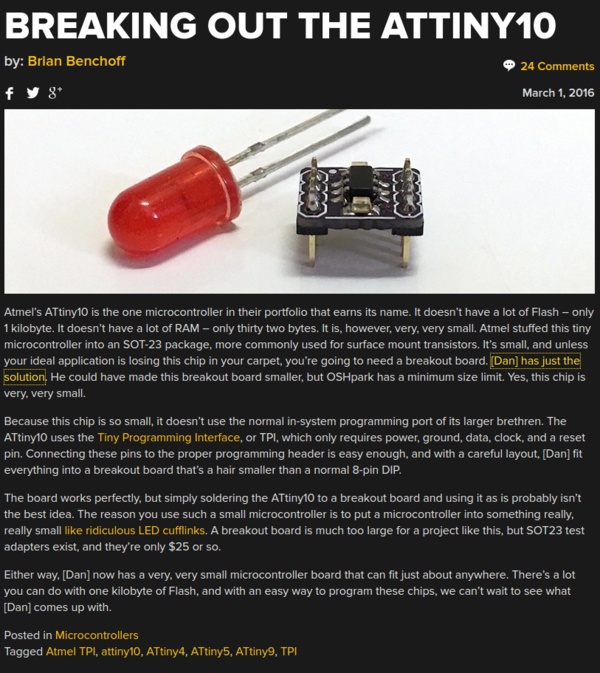 BREAKING OUT THE ATTINY10
by: Brian Benchoff
24 Comments
March 1, 2016
Atmel's ATtiny10 is the one microcontroller in their portfolio that earns its name. It doesn't have a lot of Flash – only
1 kilobyte. It doesn't have a lot of RAM – only thirty two bytes. It is, however, very, very small. Atmel stuffed this tiny
microcontroller into an SOT-23 package, more commonly used for surface mount transistors. It's small, and unless
your ideal application is losing this chip in your carpet, you're going to need a breakout board. [Dan] has just the
solution. He could have made this breakout board smaller, but OSHpark has a minimum size limit. Yes, this chip is
very, very small.
Because this chip is so small, it doesn't use the normal in-system programming port of its larger brethren. The
ATtiny10 uses the Tiny Programming Interface, or TPI, which only requires power, ground, data, clock, and a reset
pin. Connecting these pins to the proper programming header is easy enough, and with a careful layout, [Dan] fit
everything into a breakout board that's a hair smaller than a normal 8-pin DIP.
The board works perfectly, but simply soldering the ATtiny10 to a breakout board and using it as is probably isn't
the best idea. The reason you use such a small microcontroller is to put a microcontroller into something really,
really small like ridiculous LED cufflinks. A breakout board is much too large for a project like this, but SOT23 test
adapters exist, and they're only $25 or so.
Either way, [Dan] now has a very, very small microcontroller board that can fit just about anywhere. There's a lot
you can do with one kilobyte of Flash, and with an easy way to program these chips, we can't wait to see what
[Dan] comes up with.
Posted in Microcontrollers
Tagged Atmel TPI, attiny10, ATtiny4, ATtiny5, ATtiny9, TPI